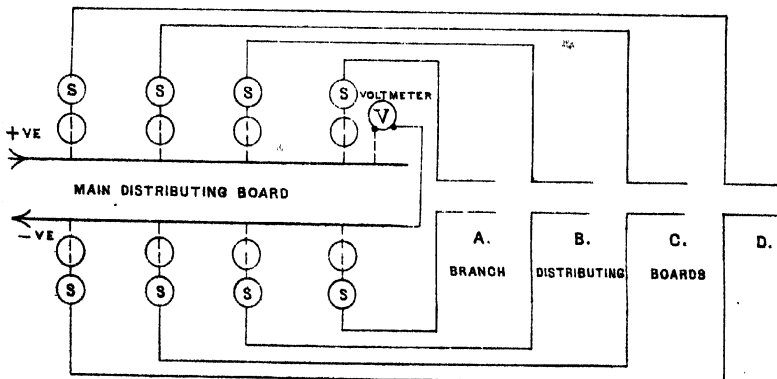 S S S S VOLTMETER
V
+VE
MAIN DISTRIBUTING BOARD
-VE
A. B. C. D.
BRANCH DISTRIBUTING BOARDS
S S S S